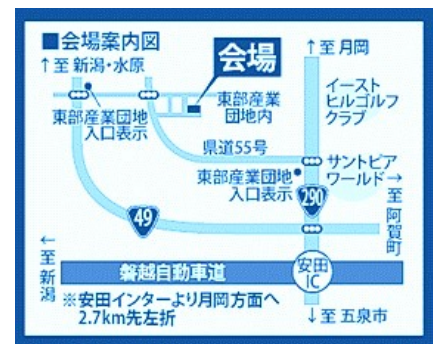 ■会場案内図
会場
↑至 新潟・水原
↑至 月岡
イースト
ヒルゴルフ
クラブ
東部産業団地
入口表示
東部産業
団地内
県道55号
サントピア
ワールド
東部産業団地
入口表示
→至 阿賀町
290
49
←至 新潟
磐越自動車道
安田
IC
※安田インターより月岡方面へ
2.7km先左折
↓至 五泉市